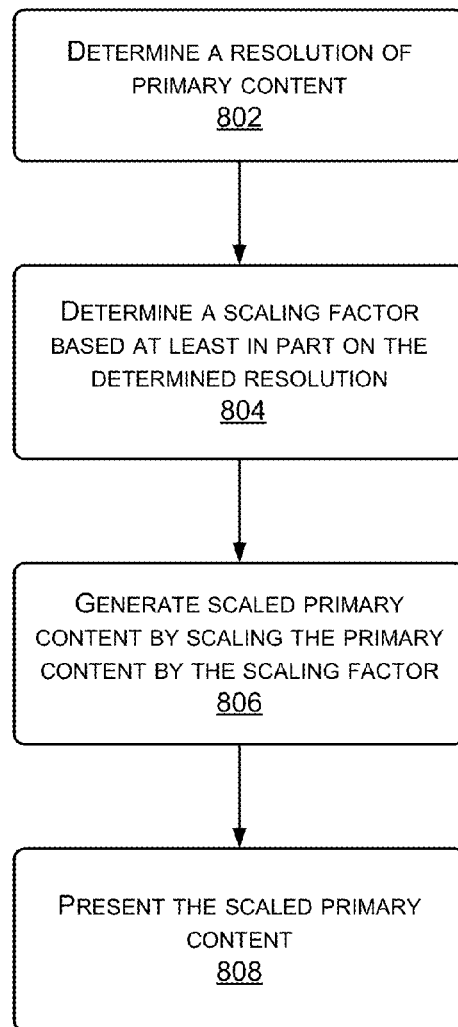 DETERMINE A RESOLUTION OF
PRIMARY CONTENT
802
DETERMINE A SCALING FACTOR
BASED AT LEAST IN PART ON THE
DETERMINED RESOLUTION
804
GENERATE SCALED PRIMARY
CONTENT BY SCALING THE PRIMARY
CONTENT BY THE SCALING FACTOR
806
PRESENT THE SCALED PRIMARY
CONTENT
808